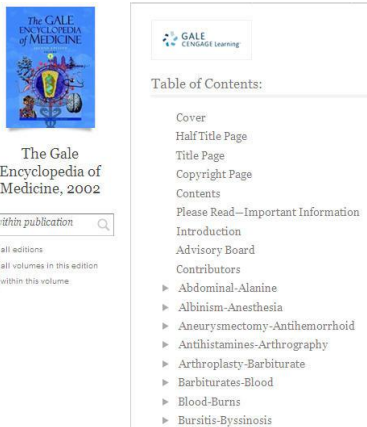 The GALE
ENCYCLOPEDIA
of MEDICINE
The Gale
Encyclopedia of
Medicine, 2002
within publication
all editions
all volumes in this edition
within this volume
GALE
CENGAGE Learning
Table of Contents:
Cover
Half Title Page
Title Page
Copyright Page
Contents
Please Read—Important Information
Introduction
Advisory Board
Contributors
Abdominal-Alanine
Albinism-Anesthesia
Aneurysmectomy-Antihemorrhoid
Antihistamines-Arthrography
Arthroplasty-Barbiturate
Barbiturates-Blood
Blood-Burns
Bursitis-Byssinosis